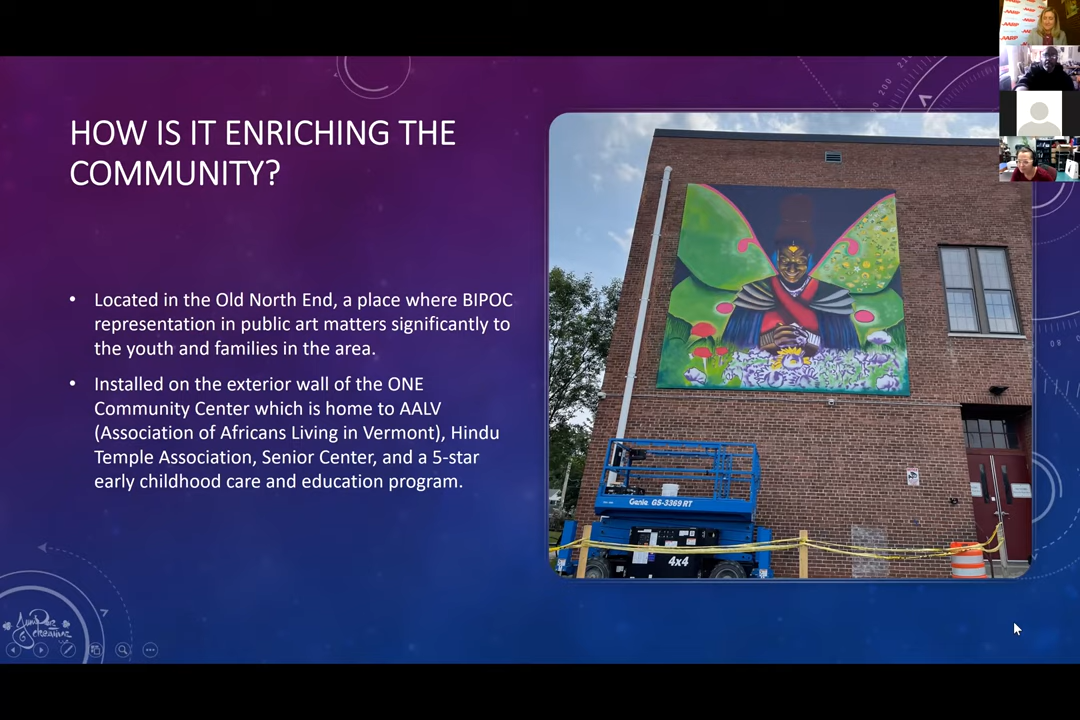 AARP
HOW IS IT ENRICHING THE
COMMUNITY?
• Located in the Old North End, a place where BIPOC
representation in public art matters significantly to
the youth and families in the area.
• Installed on the exterior wall of the ONE
Community Center which is home to AALV
(Association of Africans Living in Vermont), Hindu
Temple Association, Senior Center, and a 5-star
early childhood care and education program.
Genie GS-3369 RT
4x4